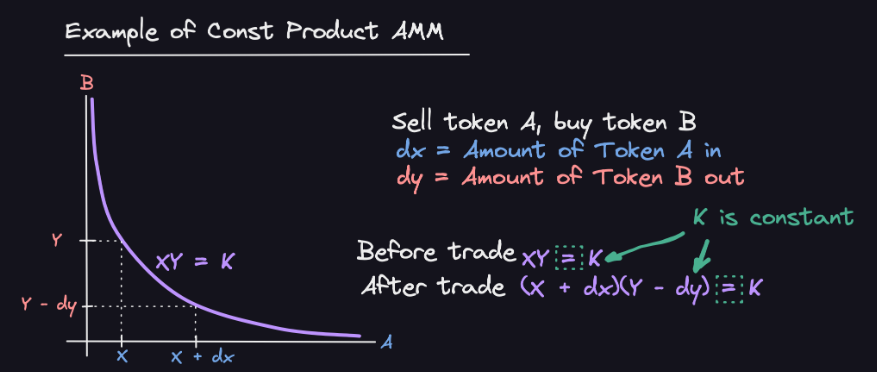 Example of Const Product AMM
B
Sell token A, buy token B
dx = Amount of Token A in
dy = Amount of Token B out
K is constant
Y
XY = K
Before trade XY = K
After trade (X + dx)(Y - dy) = K
Y - dy
A
X
X + dx